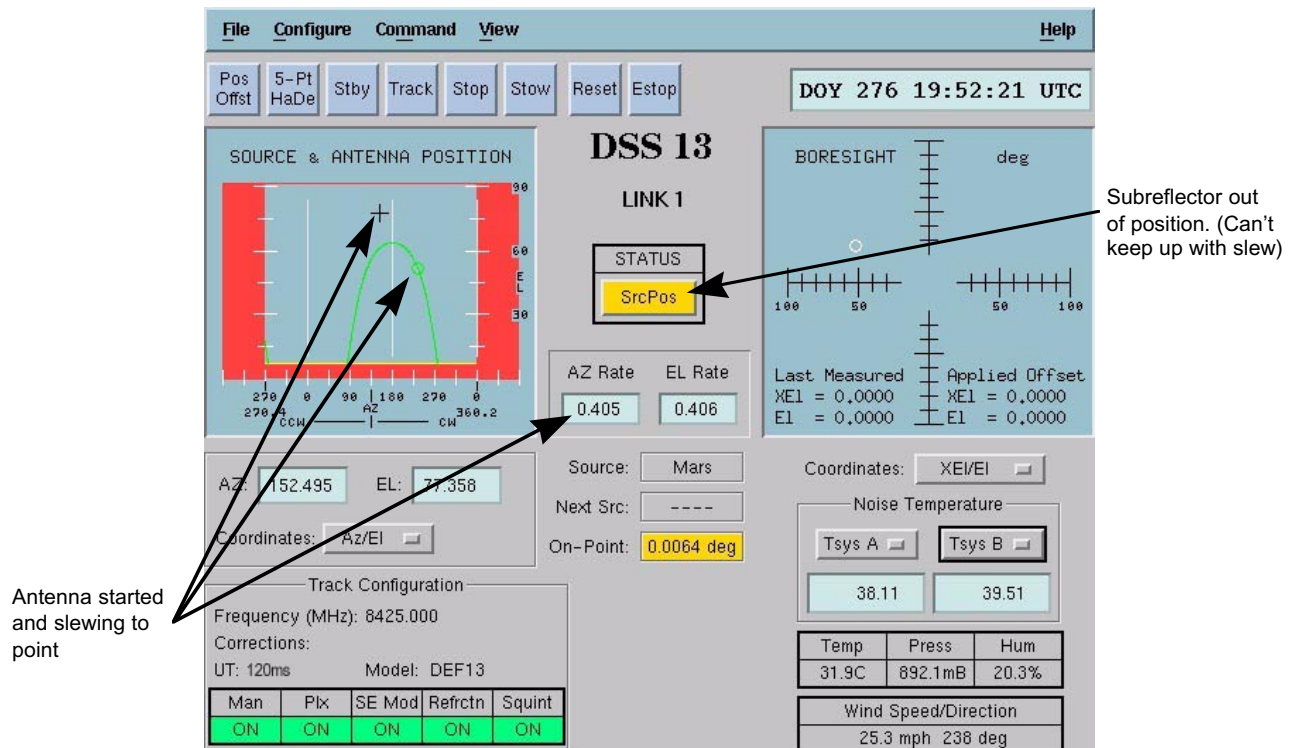 File Configure Command View Help
Pos Offst
5-Pt HaDe
Stby Track Stop Stow Reset Estop
DOY 276 19:52:21 UTC
SOURCE & ANTENNA POSITION
90
60
EL
30
270 0 90 180 270 0
270.4 AZ 360.2
CCW CW
DSS 13
LINK 1
STATUS
SrcPos
AZ Rate EL Rate
0.405 0.406
BORESIGHT deg
100 50 50 100
Last Measured Applied Offset
XEl = 0.0000 XEl = 0.0000
El = 0.0000 El = 0.0000
Subreflector out
of position. (Can't
keep up with slew)
AZ: 152.495 EL: 77.358
Coordinates: Az/El
Source: Mars
Next Src: ----
On-Point: 0.0064 deg
Coordinates: XEl/El
Noise Temperature
Tsys A Tsys B
38.11 39.51
Antenna started
and slewing to
point
Track Configuration
Frequency (MHz): 8425.000
Corrections:
UT: 120ms Model: DEF13
Man Plx SE Mod Refrctn Squint
ON ON ON ON ON
Temp Press Hum
31.9C 892.1mB 20.3%
Wind Speed/Direction
25.3 mph 238 deg